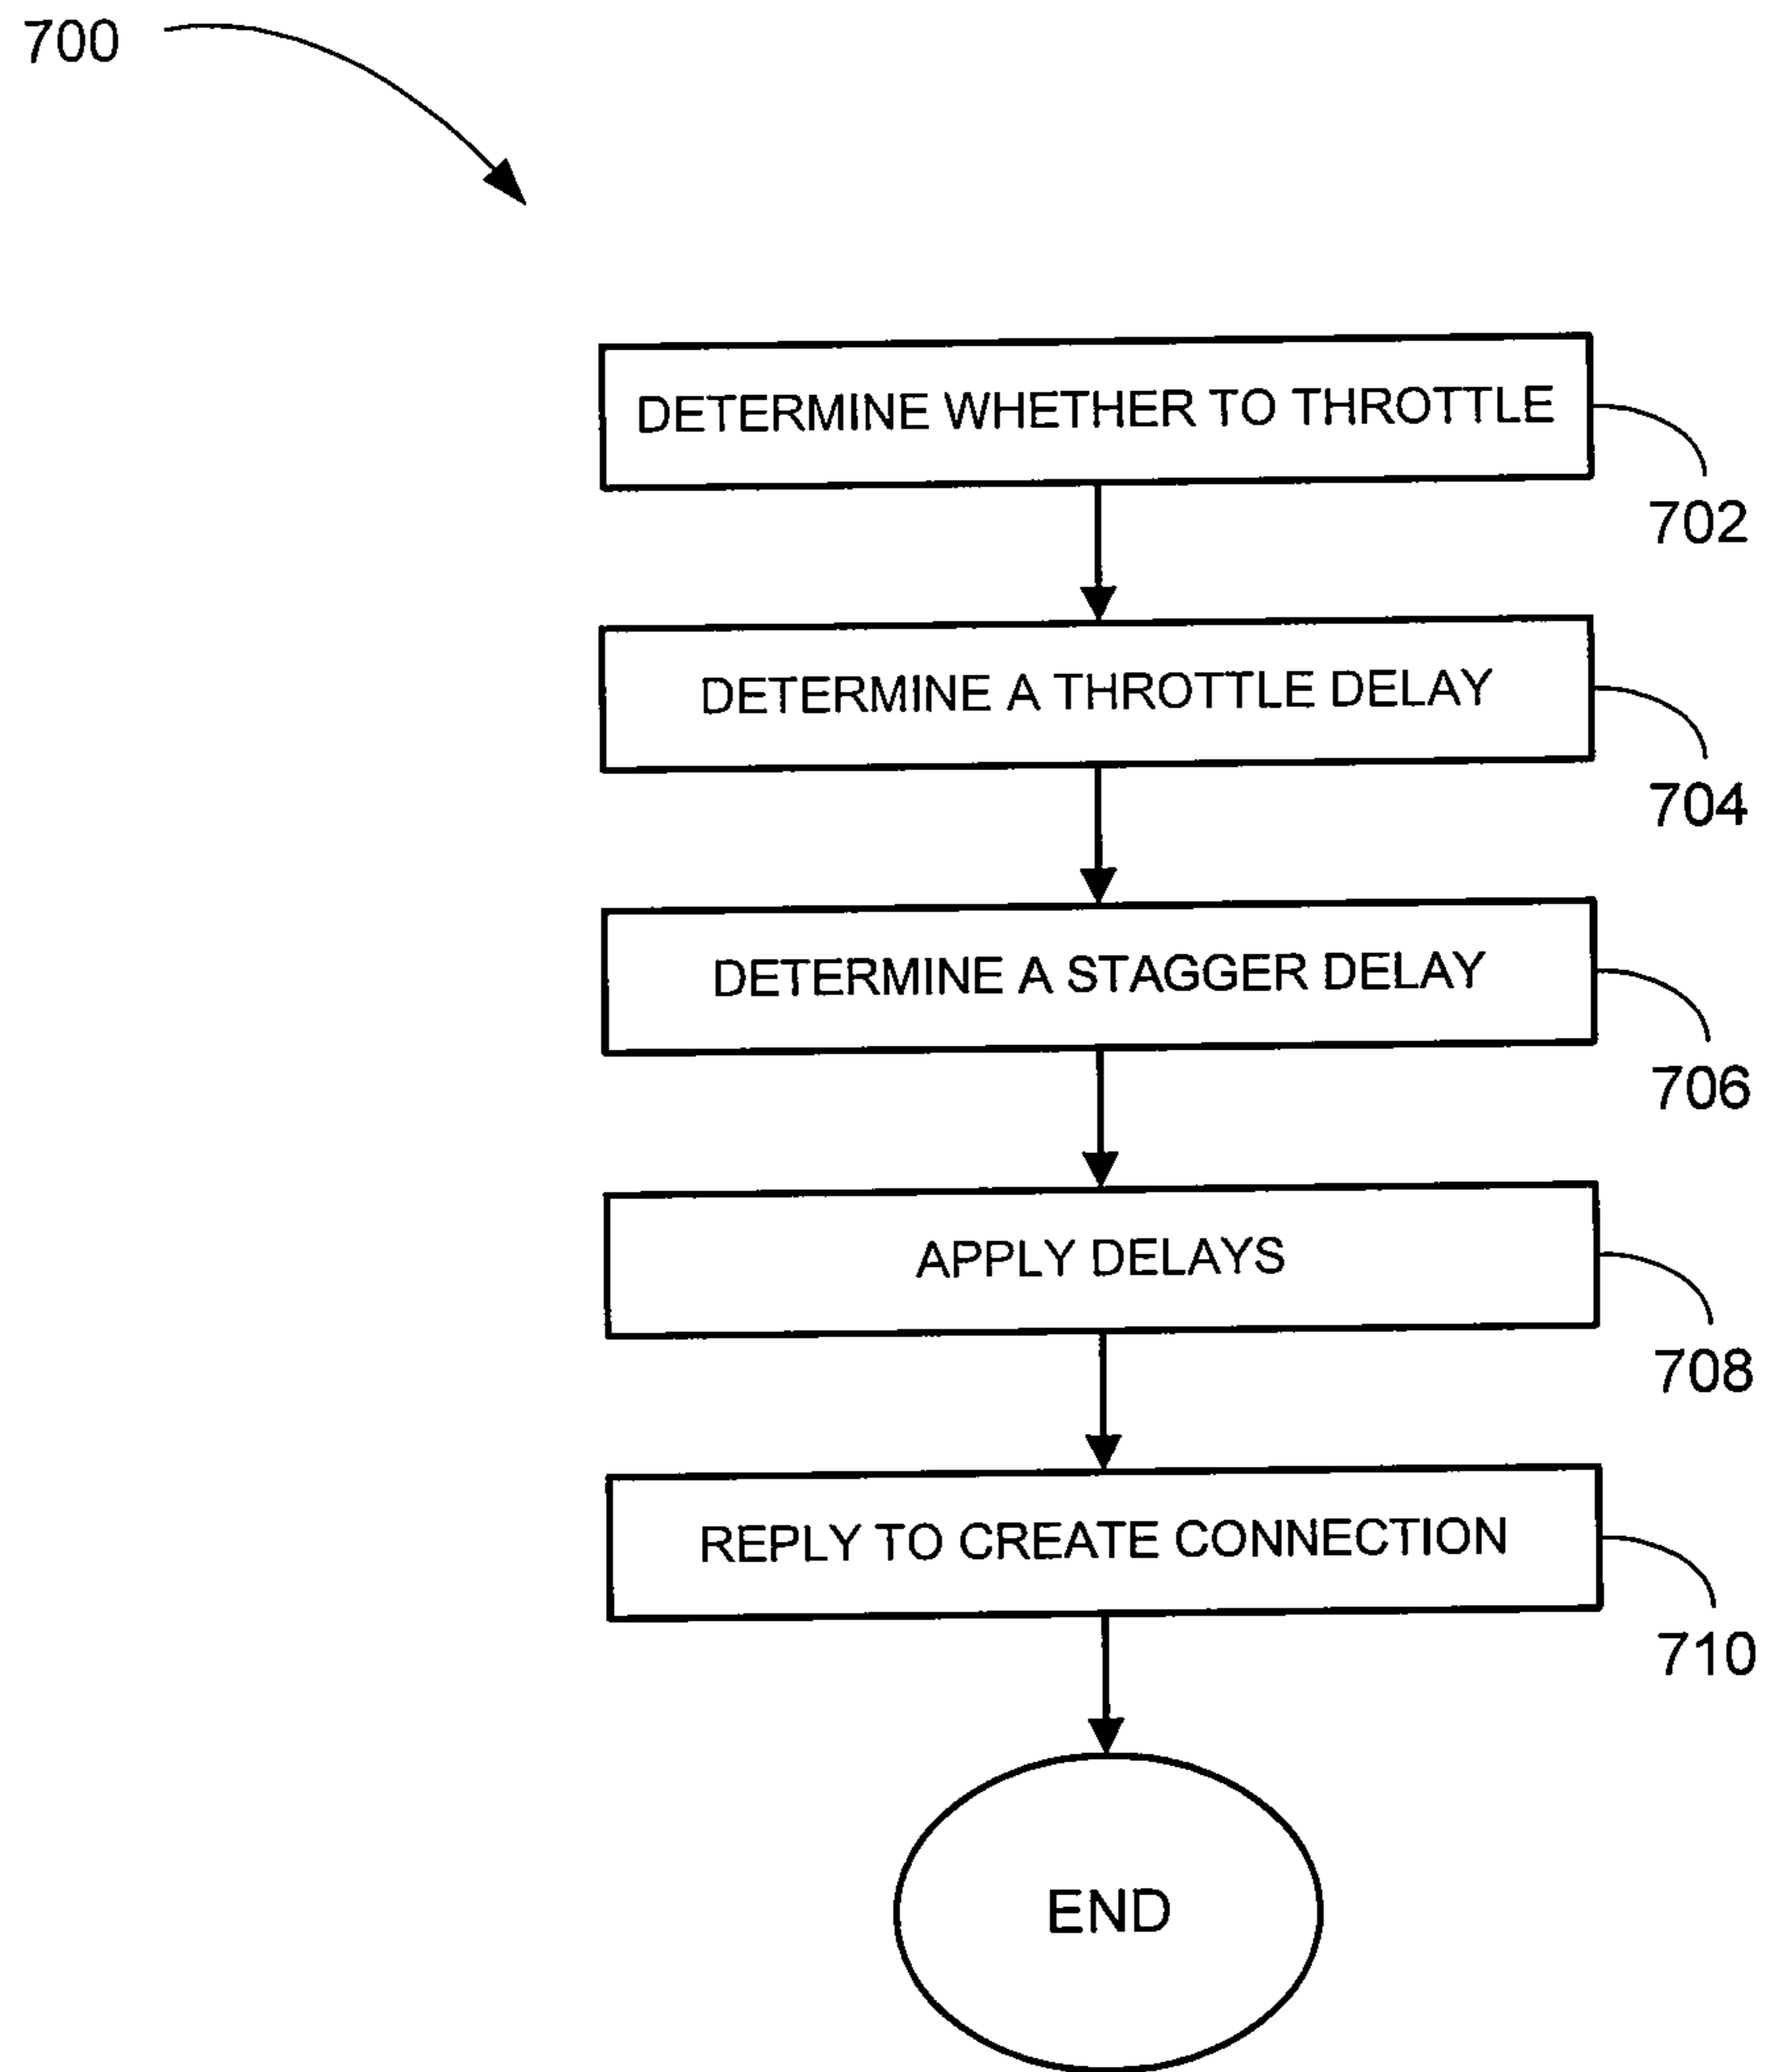 700
DETERMINE WHETHER TO THROTTLE
702
DETERMINE A THROTTLE DELAY
704
DETERMINE A STAGGER DELAY
706
APPLY DELAYS
708
REPLY TO CREATE CONNECTION
710
END